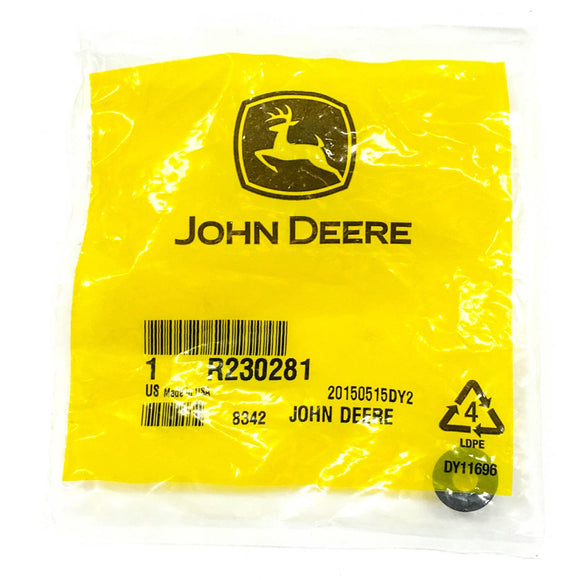 JOHN DEERE
1 R230281
US Made in USA 20150515DY2
8342 JOHN DEERE
4
LDPE
DY11696